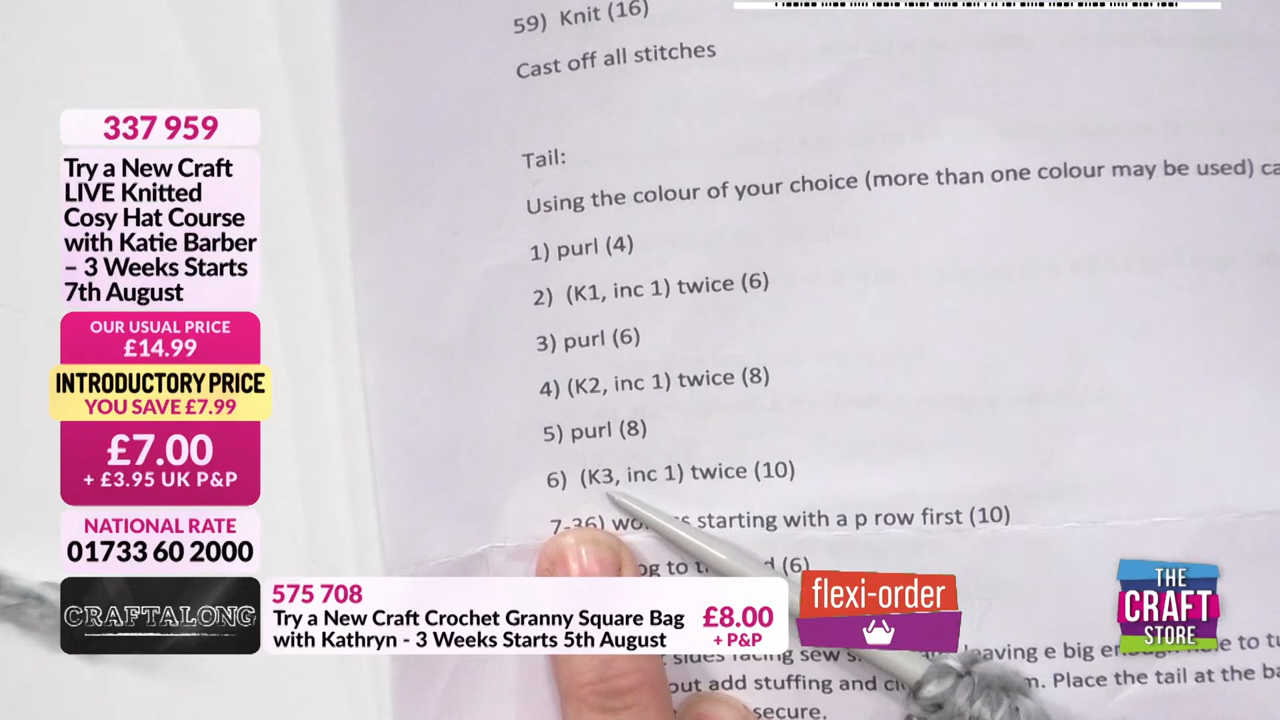 59) Knit (16)
Cast off all stitches
Tail:
Using the colour of your choice (more than one colour may be used)
1) purl (4)
2) (K1, inc 1) twice (6)
3) purl (6)
4) (K2, inc 1) twice (8)
5) purl (8)
6) (K3, inc 1) twice (10)
7-36) starting with a p row first (10)
to (6)
sides facing sew leaving e big to
out add stuffing and Place the tail at the
secure.
337 959
Try a New Craft
LIVE Knitted
Cosy Hat Course
with Katie Barber
– 3 Weeks Starts
7th August
OUR USUAL PRICE
£14.99
INTRODUCTORY PRICE
YOU SAVE £7.99
£7.00
+ £3.95 UK P&P
NATIONAL RATE
01733 60 2000
CRAFTALONG
575 708
Try a New Craft Crochet Granny Square Bag
with Kathryn - 3 Weeks Starts 5th August
£8.00
+ P&P
flexi-order
THE
CRAFT
STORE